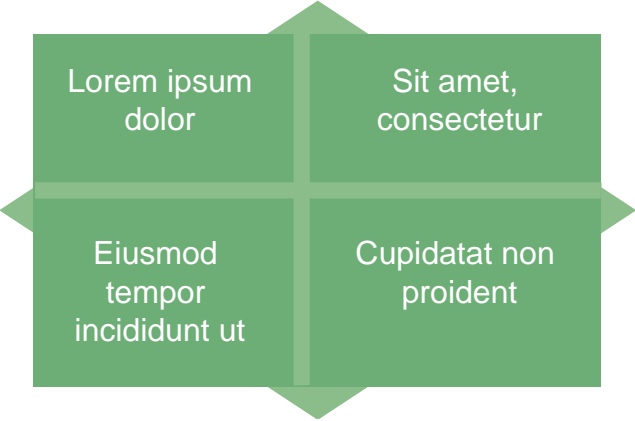 Lorem ipsum
dolor
Sit amet,
consectetur
Eiusmod
tempor
incididunt ut
Cupidatat non
proident